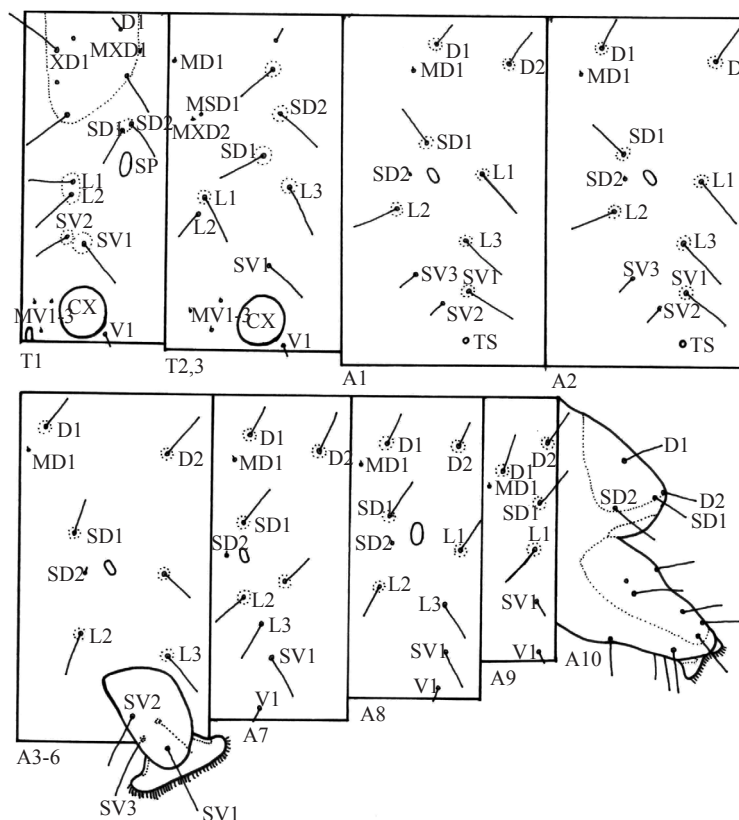 D1
XD1 MXD1
SD1 SD2
SP
L1
L2
SV2
SV1
MV1-3
CX
V1
T1
MD1
MSD1
MXD2
SD2
SD1
L1
L3
L2
SV1
MV1-3
CX
V1
T2,3
D1
MD1
D2
SD1
SD2
L1
L2
L3
SV3
SV1
SV2
TS
A1
D1
MD1
D
SD1
SD2
L1
L2
L3
SV3
SV1
SV2
TS
A2
D1
MD1
D2
SD1
SD2
L2
L3
SV2
SV3
SV1
A3-6
D1
MD1
D2
SD1
SD2
L2
L3
SV1
V1
A7
D1
MD1
D2
SD1
SD2
L1
L2
L3
SV1
V1
A8
D2
D1
MD1
SD1
L1
SV1
V1
A9
D1
D2
SD2
SD1
A10